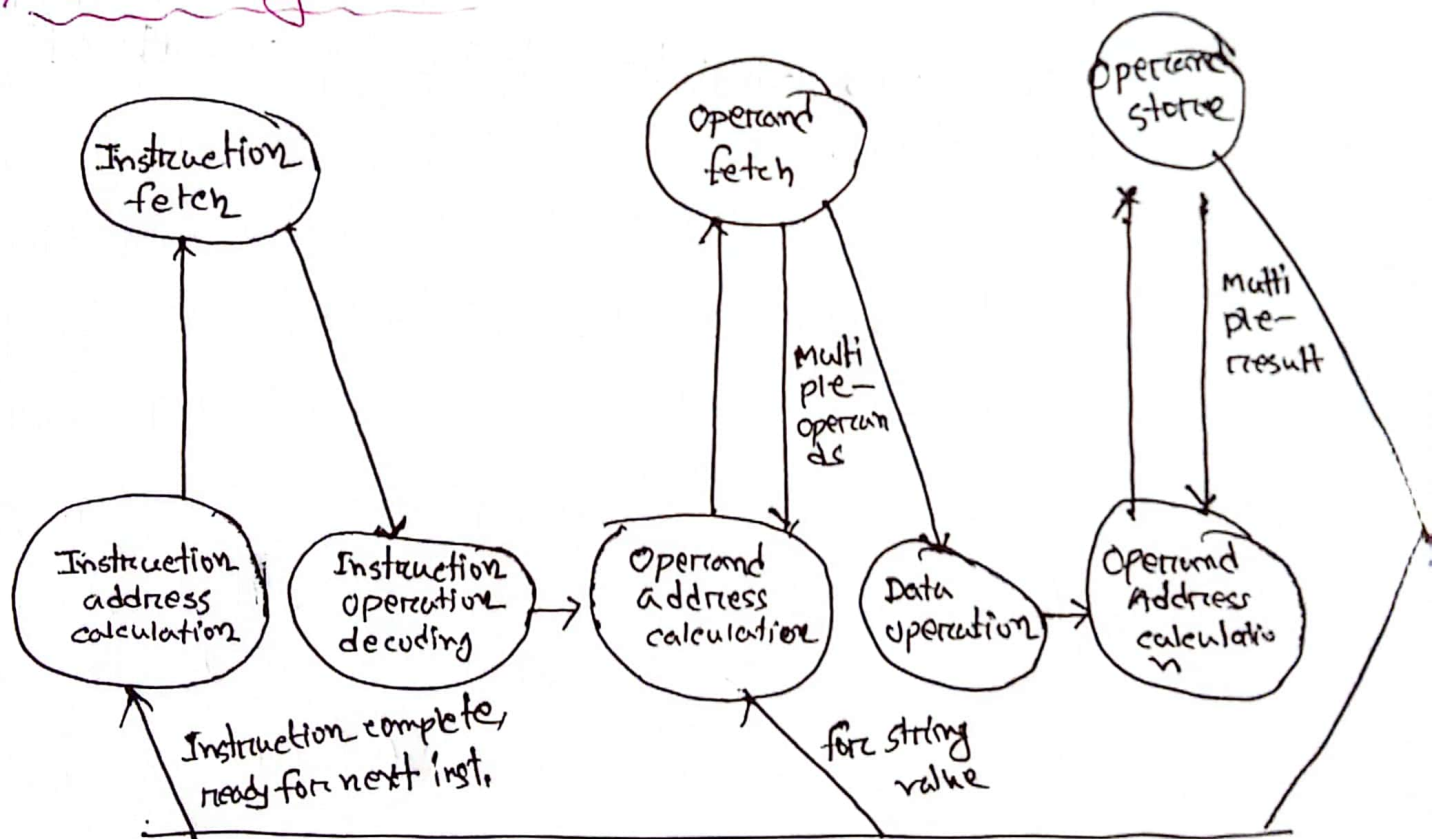 Instruction
fetch
Operand
fetch
Operand
store
Multi
ple-
operan
ds
Multi
ple-
result
Instruction
address
calculation
Instruction
operation
decoding
Operand
address
calculation
Data
operation
Operand
Address
calculatio
n
Instruction complete,
ready for next inst.
for string
value